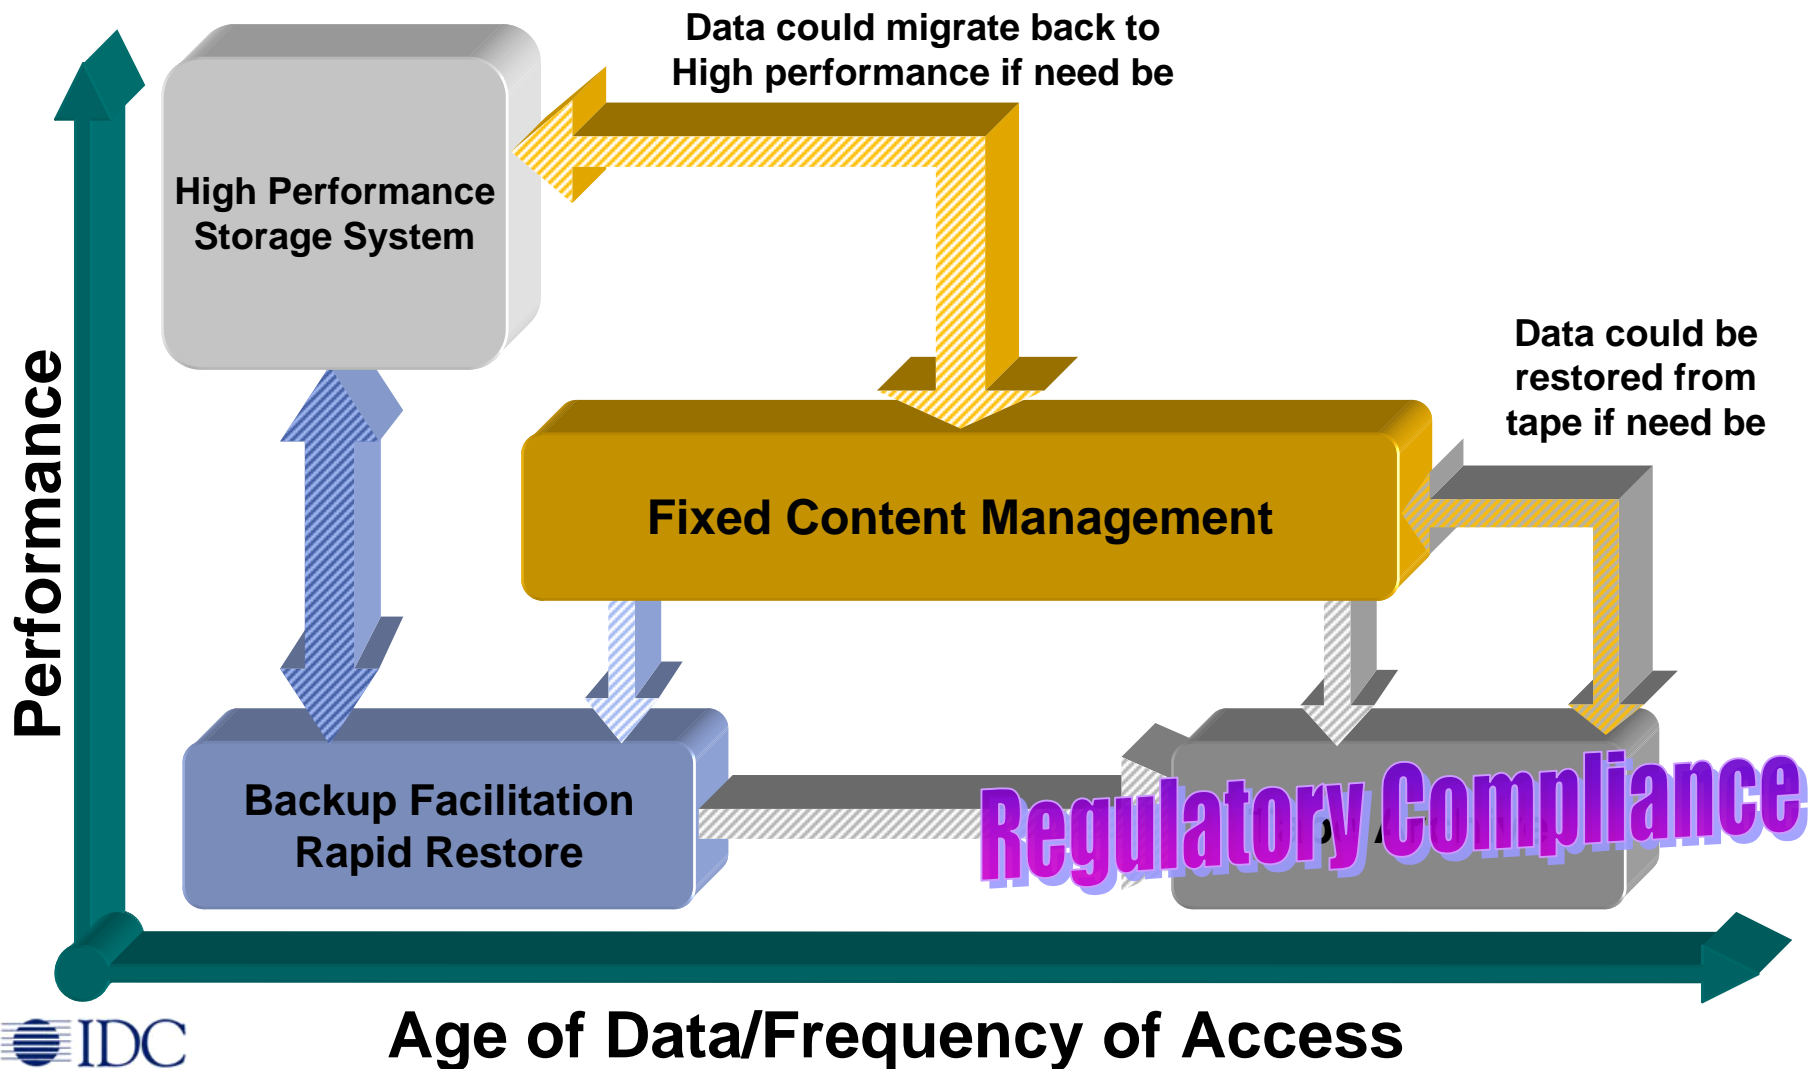 Data could migrate back to
High performance if need be
High Performance
Storage System
Data could be
restored from
tape if need be
Performance
Fixed Content Management
Backup Facilitation
Rapid Restore
Regulatory Compliance
Age of Data/Frequency of Access
IDC